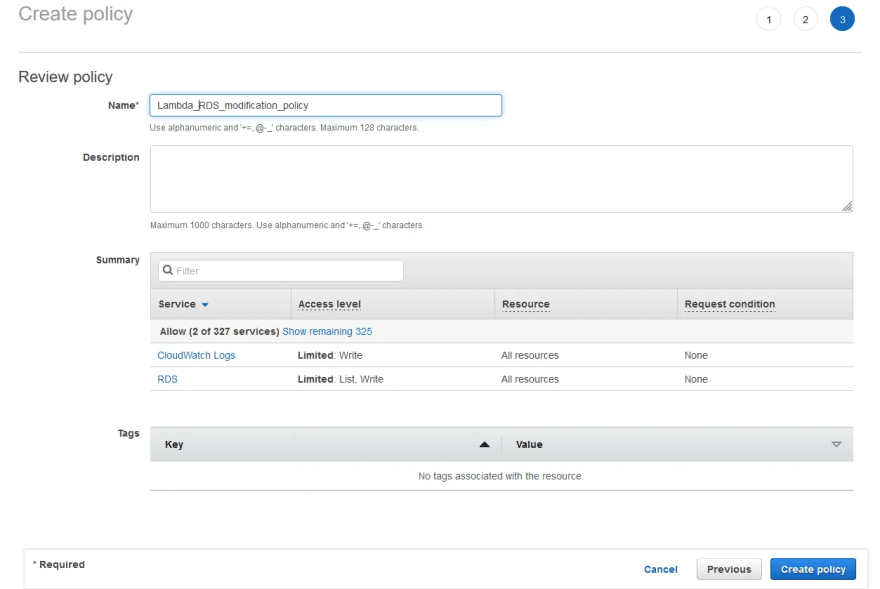 Create policy
1 2 3
Review policy
Name* Lambda_RDS_modification_policy
Use alphanumeric and '+=,.@-_' characters. Maximum 128 characters.
Description
Maximum 1000 characters. Use alphanumeric and '+=,.@-_' characters.
Summary Filter
Service Access level Resource Request condition
Allow (2 of 327 services) Show remaining 325
CloudWatch Logs Limited: Write All resources None
RDS Limited: List, Write All resources None
Tags Key Value
No tags associated with the resource.
* Required Cancel Previous Create policy